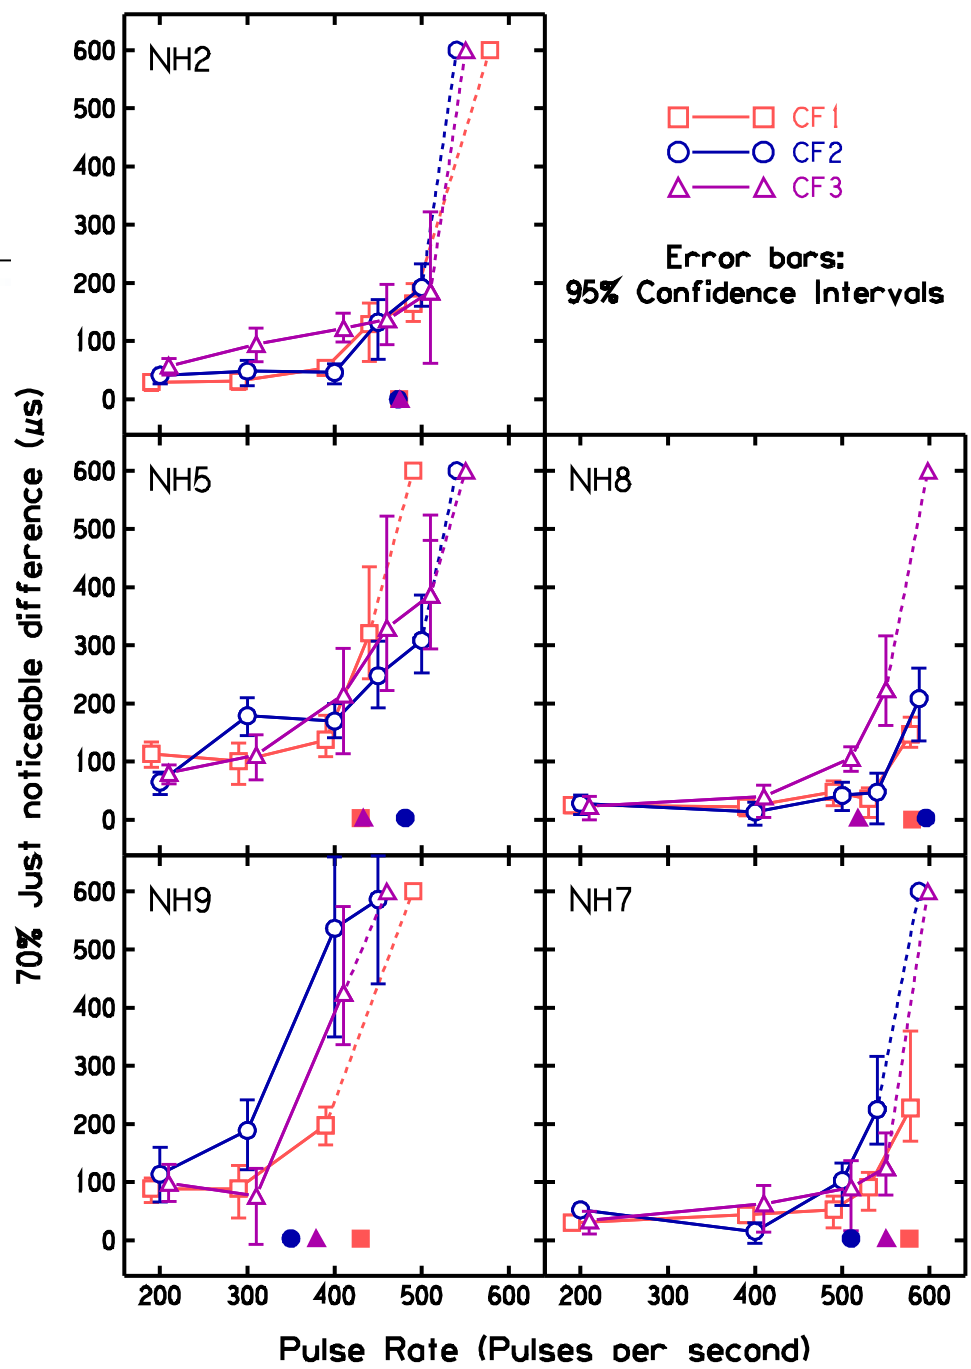 NH2
600
500
400
300
200
100
0
CF1
CF2
CF3
Error bars:
95% Confidence Intervals
NH5
600
500
400
300
200
100
0
NH8
NH9
600
500
400
300
200
100
0
NH7
200 300 400 500 600
200 300 400 500 600
70% Just noticeable difference (μs)
Pulse Rate (Pulses per second)